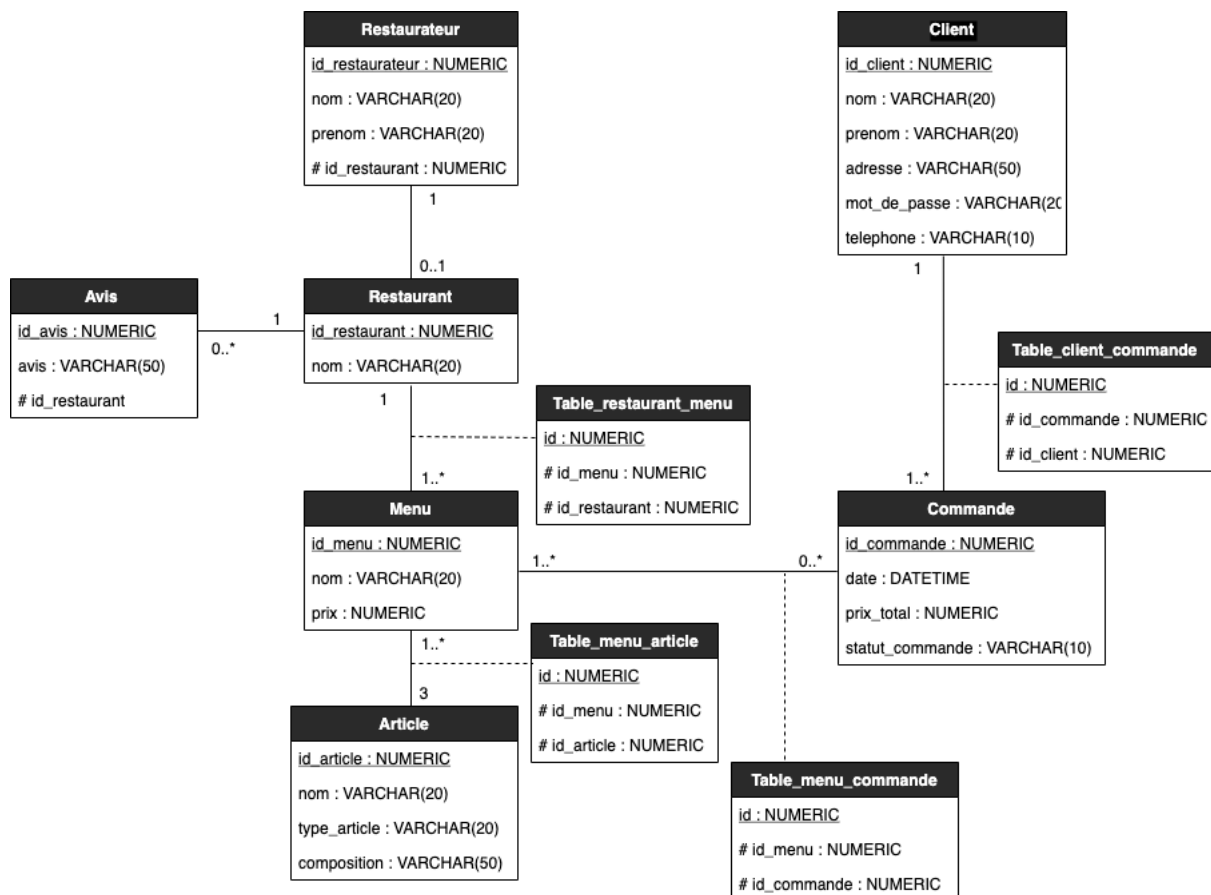 Restaurateur
id_restaurateur : NUMERIC
nom : VARCHAR(20)
prenom : VARCHAR(20)
# id_restaurant : NUMERIC
1
0..1
Client
id_client : NUMERIC
nom : VARCHAR(20)
prenom : VARCHAR(20)
adresse : VARCHAR(50)
mot_de_passe : VARCHAR(20
telephone : VARCHAR(10)
1
1..*
Avis
id_avis : NUMERIC
avis : VARCHAR(50)
# id_restaurant
1
0..*
Restaurant
id_restaurant : NUMERIC
nom : VARCHAR(20)
1
1..*
Table_restaurant_menu
id : NUMERIC
# id_menu : NUMERIC
# id_restaurant : NUMERIC
Table_client_commande
id : NUMERIC
# id_commande : NUMERIC
# id_client : NUMERIC
Menu
id_menu : NUMERIC
nom : VARCHAR(20)
prix : NUMERIC
1..*
0..*
Commande
id_commande : NUMERIC
date : DATETIME
prix_total : NUMERIC
statut_commande : VARCHAR(10)
1..*
3
Table_menu_article
id : NUMERIC
# id_menu : NUMERIC
# id_article : NUMERIC
Article
id_article : NUMERIC
nom : VARCHAR(20)
type_article : VARCHAR(20)
composition : VARCHAR(50)
Table_menu_commande
id : NUMERIC
# id_menu : NUMERIC
# id_commande : NUMERIC